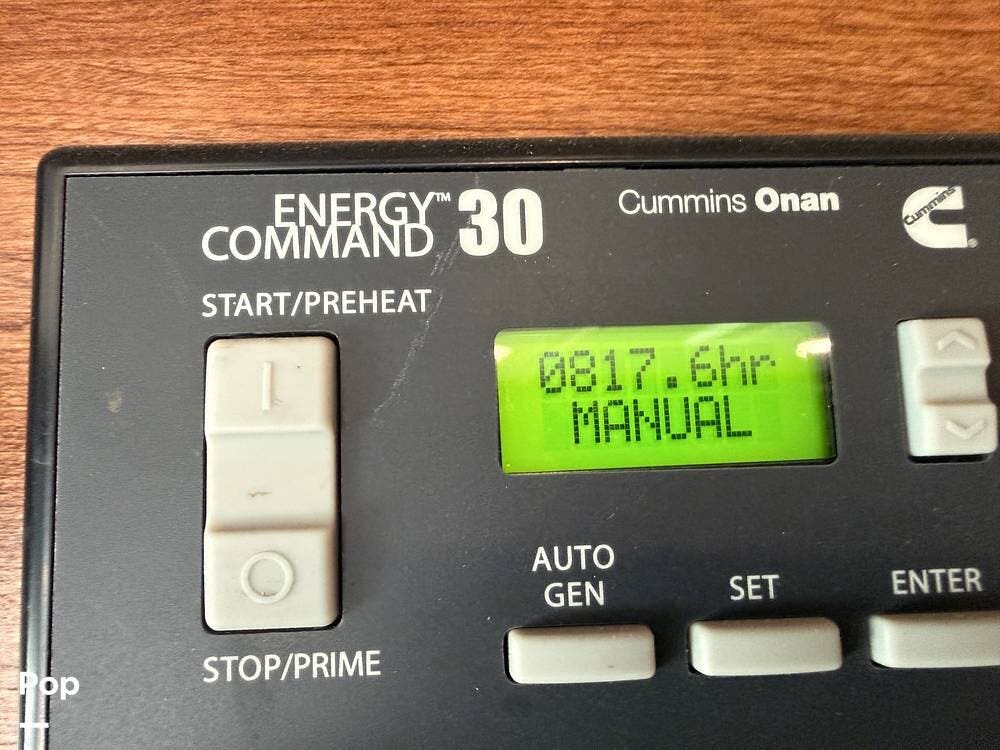 ENERGY™
COMMAND 30
Cummins Onan
Cummins
®
START/PREHEAT
0817.6hr
MANUAL
AUTO
GEN
SET
ENTER
STOP/PRIME
Pop